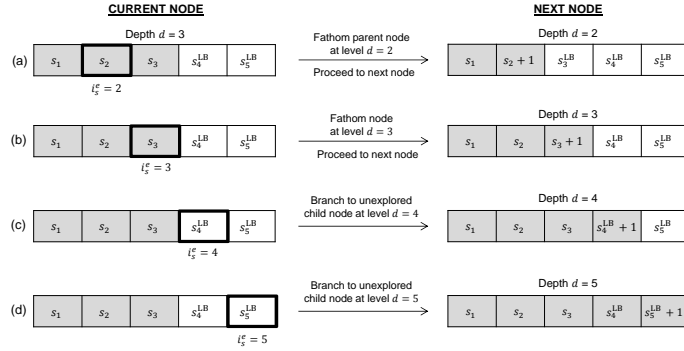 CURRENT NODE
NEXT NODE
Depth d = 3
Fathom parent node
at level d = 2
Proceed to next node
Depth d = 2
(a)
s₁ s₂ s₃ s₄ᴸᴮ s₅ᴸᴮ
s₁ s₂ + 1 s₃ᴸᴮ s₄ᴸᴮ s₅ᴸᴮ
iₛᵉ = 2
Fathom node
at level d = 3
Proceed to next node
Depth d = 3
(b)
s₁ s₂ s₃ s₄ᴸᴮ s₅ᴸᴮ
s₁ s₂ s₃ + 1 s₄ᴸᴮ s₅ᴸᴮ
iₛᵉ = 3
Branch to unexplored
child node at level d = 4
Depth d = 4
(c)
s₁ s₂ s₃ s₄ᴸᴮ s₅ᴸᴮ
s₁ s₂ s₃ s₄ᴸᴮ + 1 s₅ᴸᴮ
iₛᵉ = 4
Branch to unexplored
child node at level d = 5
Depth d = 5
(d)
s₁ s₂ s₃ s₄ᴸᴮ s₅ᴸᴮ
s₁ s₂ s₃ s₄ᴸᴮ s₅ᴸᴮ + 1
iₛᵉ = 5